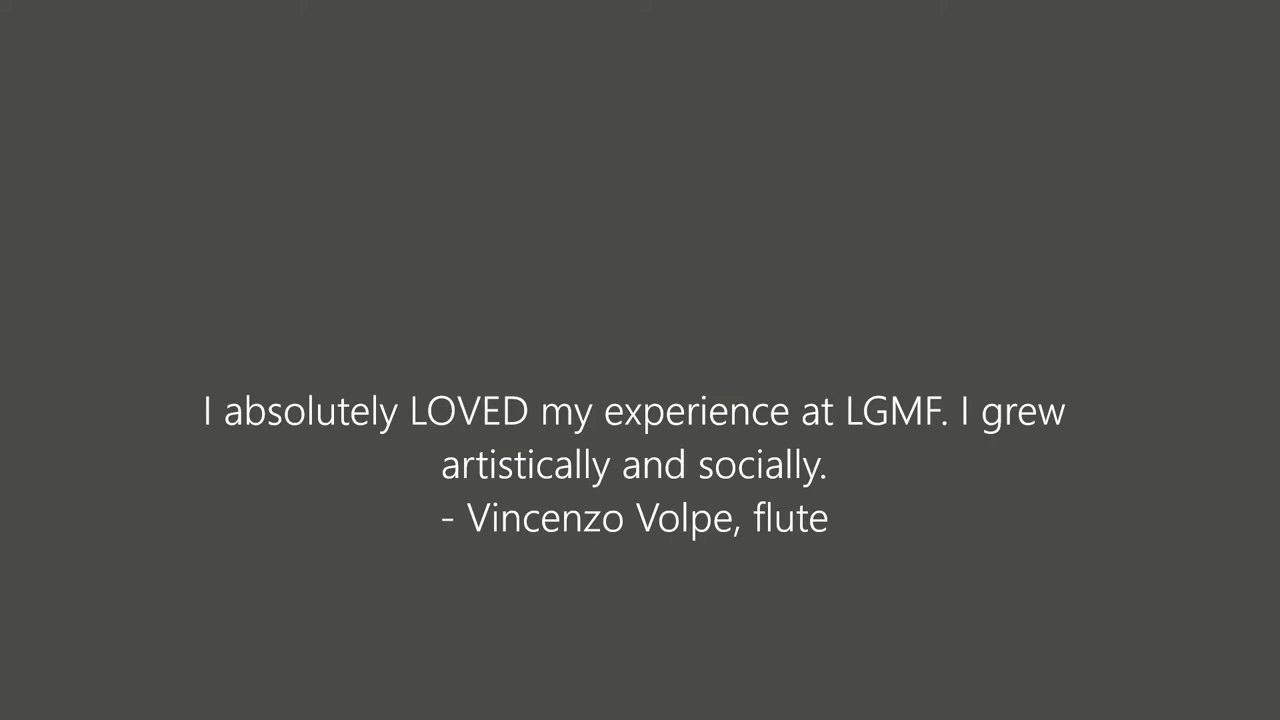 I absolutely LOVED my experience at LGMF. I grew
artistically and socially.
- Vincenzo Volpe, flute